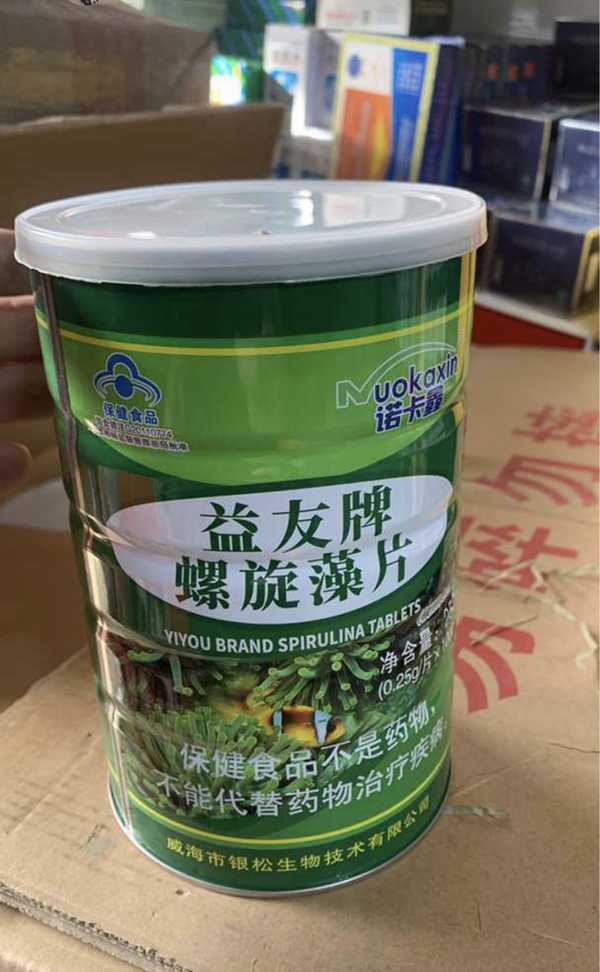 保健食品
Nuokaxin
诺卡鑫
益友牌
螺旋藻片
YIYOU BRAND SPIRULINA TABLETS
净含量:
(0.25g/片×
保健食品不是药物,
不能代替药物治疗疾病。
威海市银松生物技术有限公司
勿